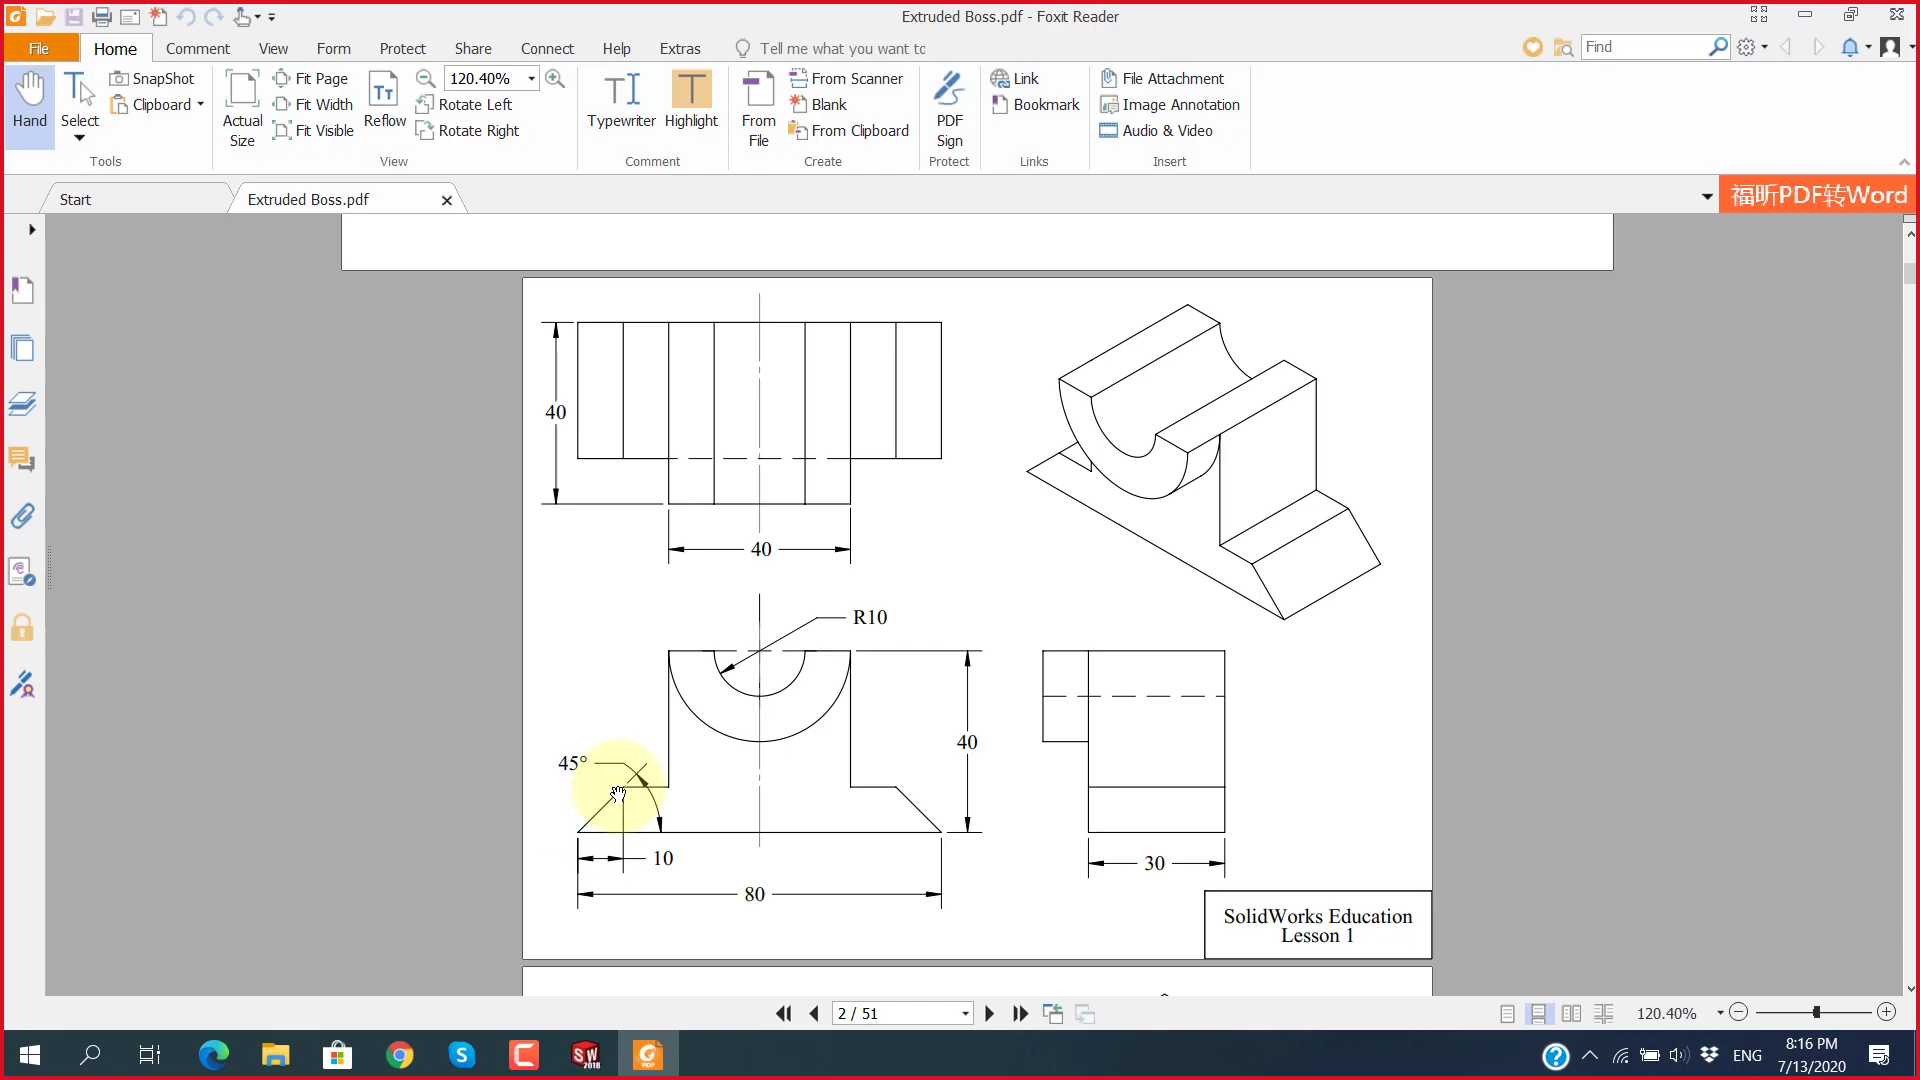 Extruded Boss.pdf - Foxit Reader
File Home Comment View Form Protect Share Connect Help Extras Tell me what you want to Find
Hand
Select
SnapShot
Clipboard
Tools
Actual Size
Fit Page
Fit Width
Fit Visible
Reflow
120.40%
Rotate Left
Rotate Right
View
Typewriter
Highlight
Comment
From File
From Scanner
Blank
From Clipboard
Create
PDF Sign
Protect
Link
Bookmark
Links
File Attachment
Image Annotation
Audio & Video
Insert
Start
Extruded Boss.pdf
福昕PDF转Word
40
40
R10
40
45°
10
80
30
SolidWorks Education
Lesson 1
2 / 51
120.40%
SW
2018
PDF
ENG
8:16 PM
7/13/2020